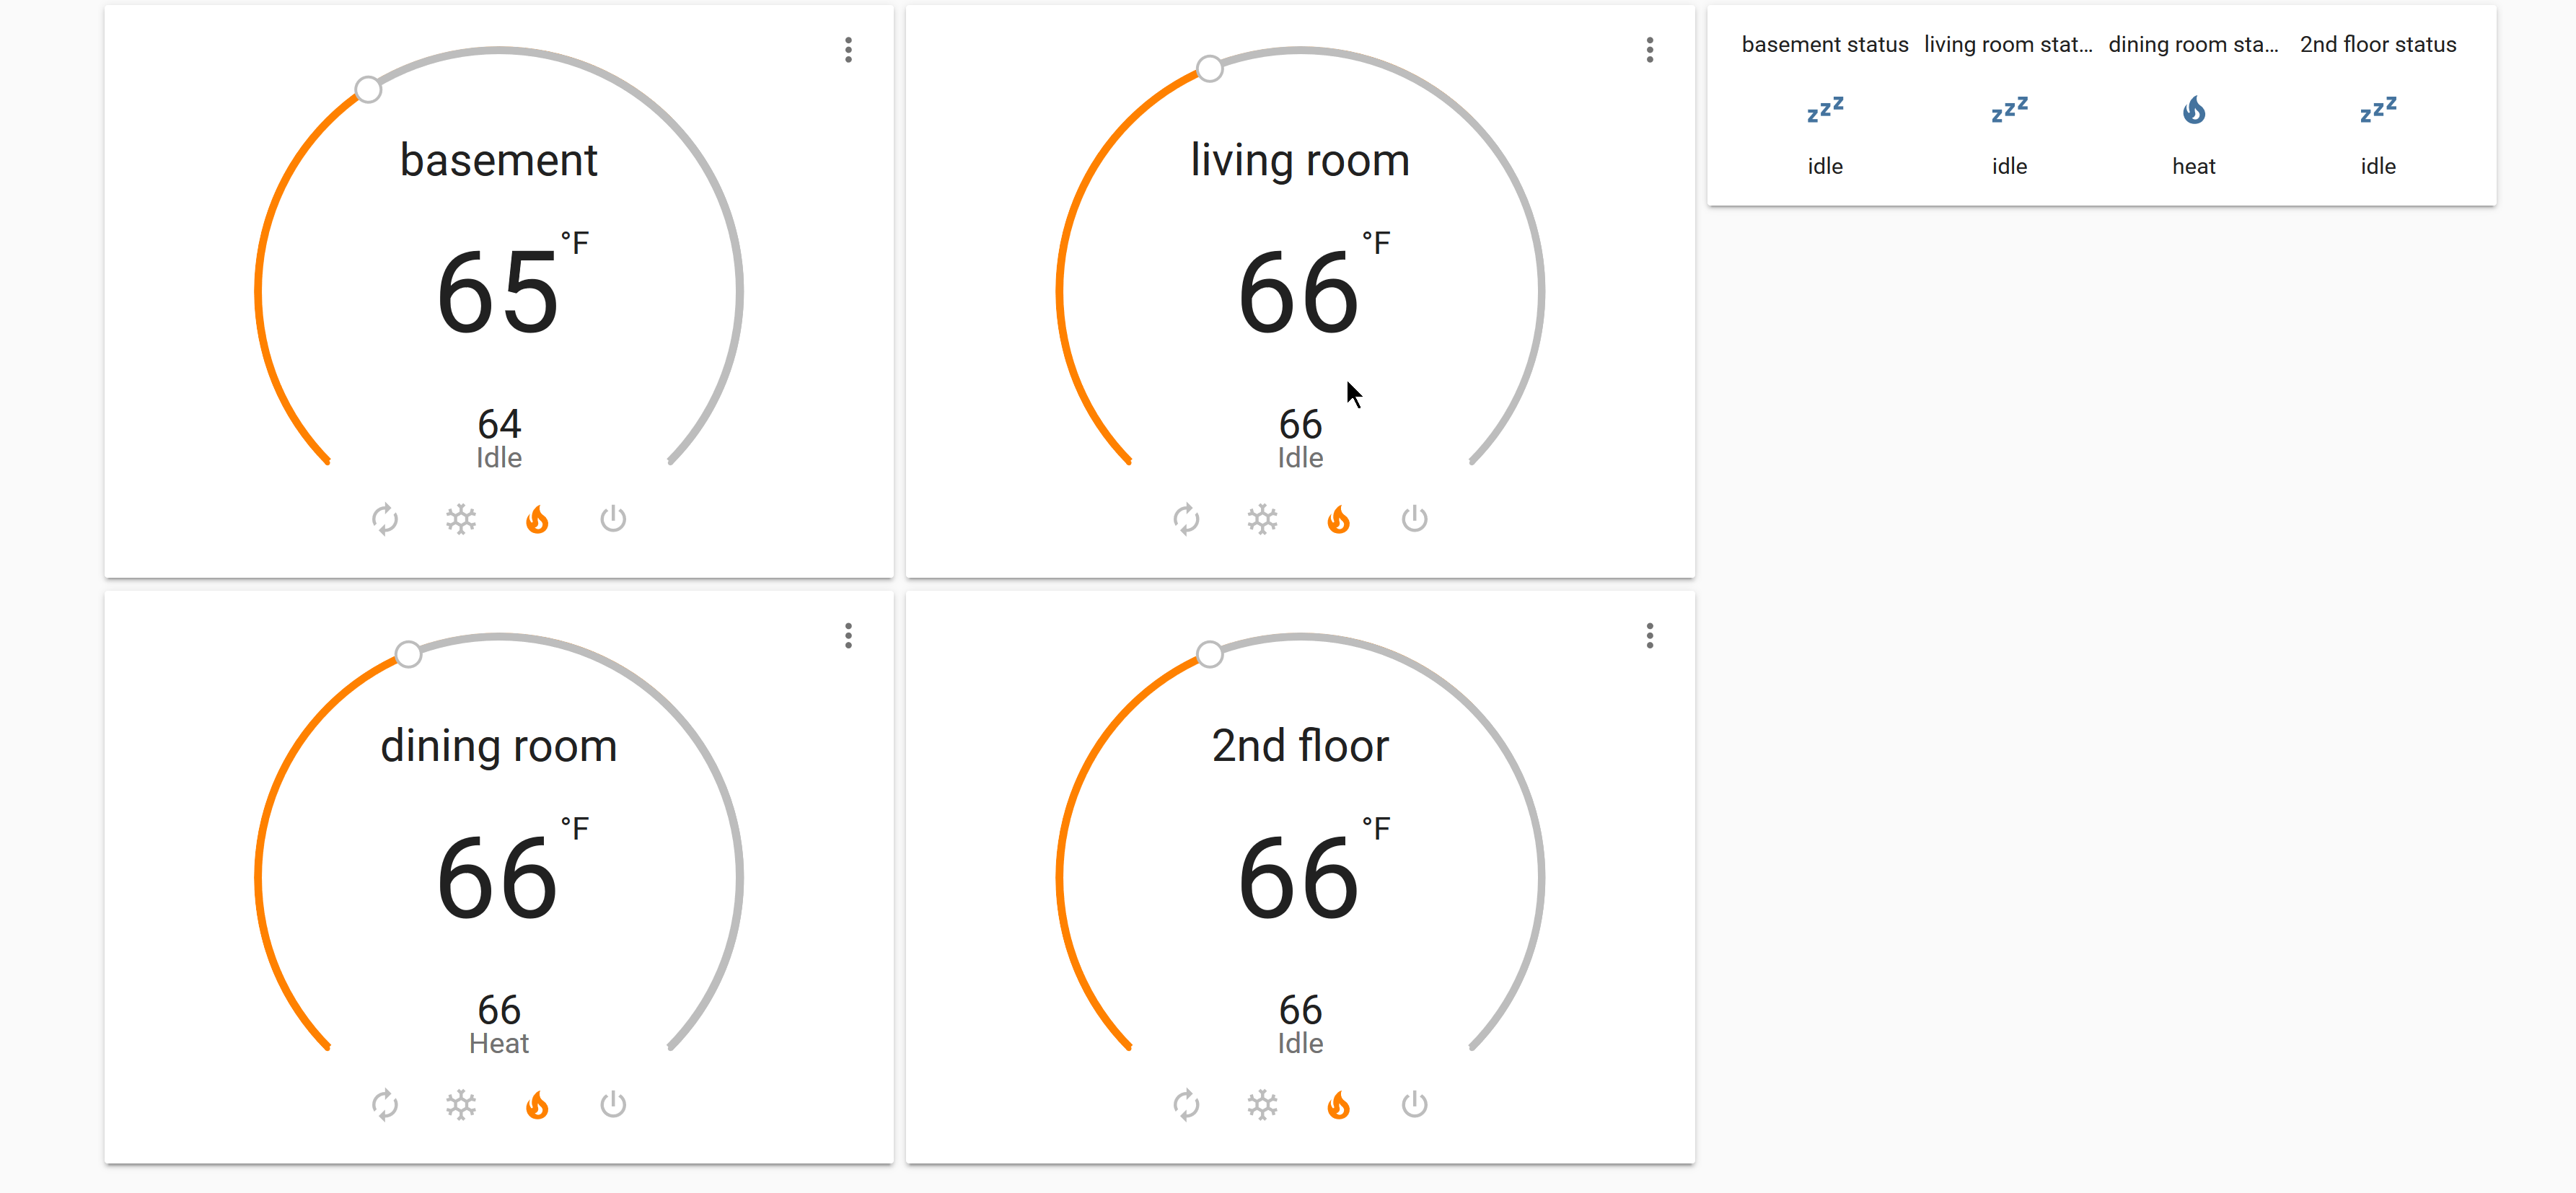 basement
65 °F
64
Idle
living room
66 °F
66
Idle
basement status
living room stat...
dining room sta...
2nd floor status
zzz
zzz
zzz
idle
idle
heat
idle
dining room
66 °F
66
Heat
2nd floor
66 °F
66
Idle